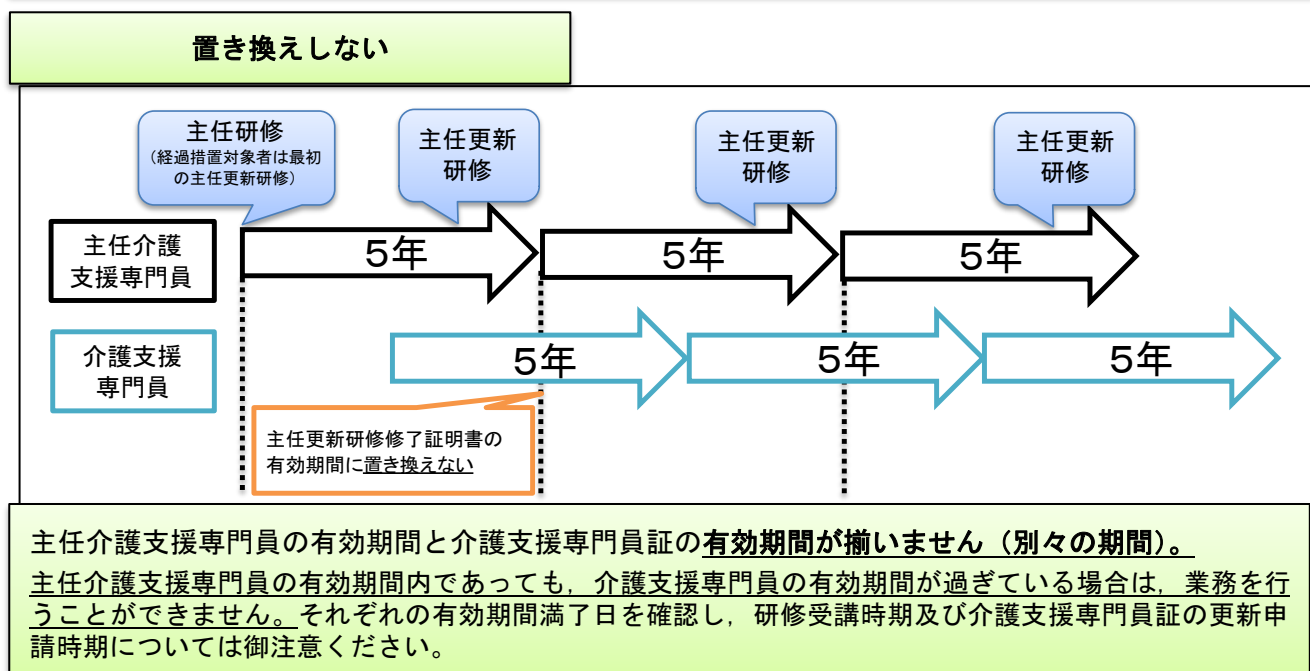 置き換えしない
主任研修
（経過措置対象者は最初
の主任更新研修）
主任更新
研修
主任更新
研修
主任更新
研修
主任介護
支援専門員
５年
５年
５年
介護支援
専門員
５年
５年
５年
主任更新研修修了証明書の
有効期間に置き換えない
主任介護支援専門員の有効期間と介護支援専門員証の有効期間が揃いません（別々の期間）。
主任介護支援専門員の有効期間内であっても，介護支援専門員の有効期間が過ぎている場合は，業務を行
うことができません。それぞれの有効期間満了日を確認し，研修受講時期及び介護支援専門員証の更新申
請時期については御注意ください。